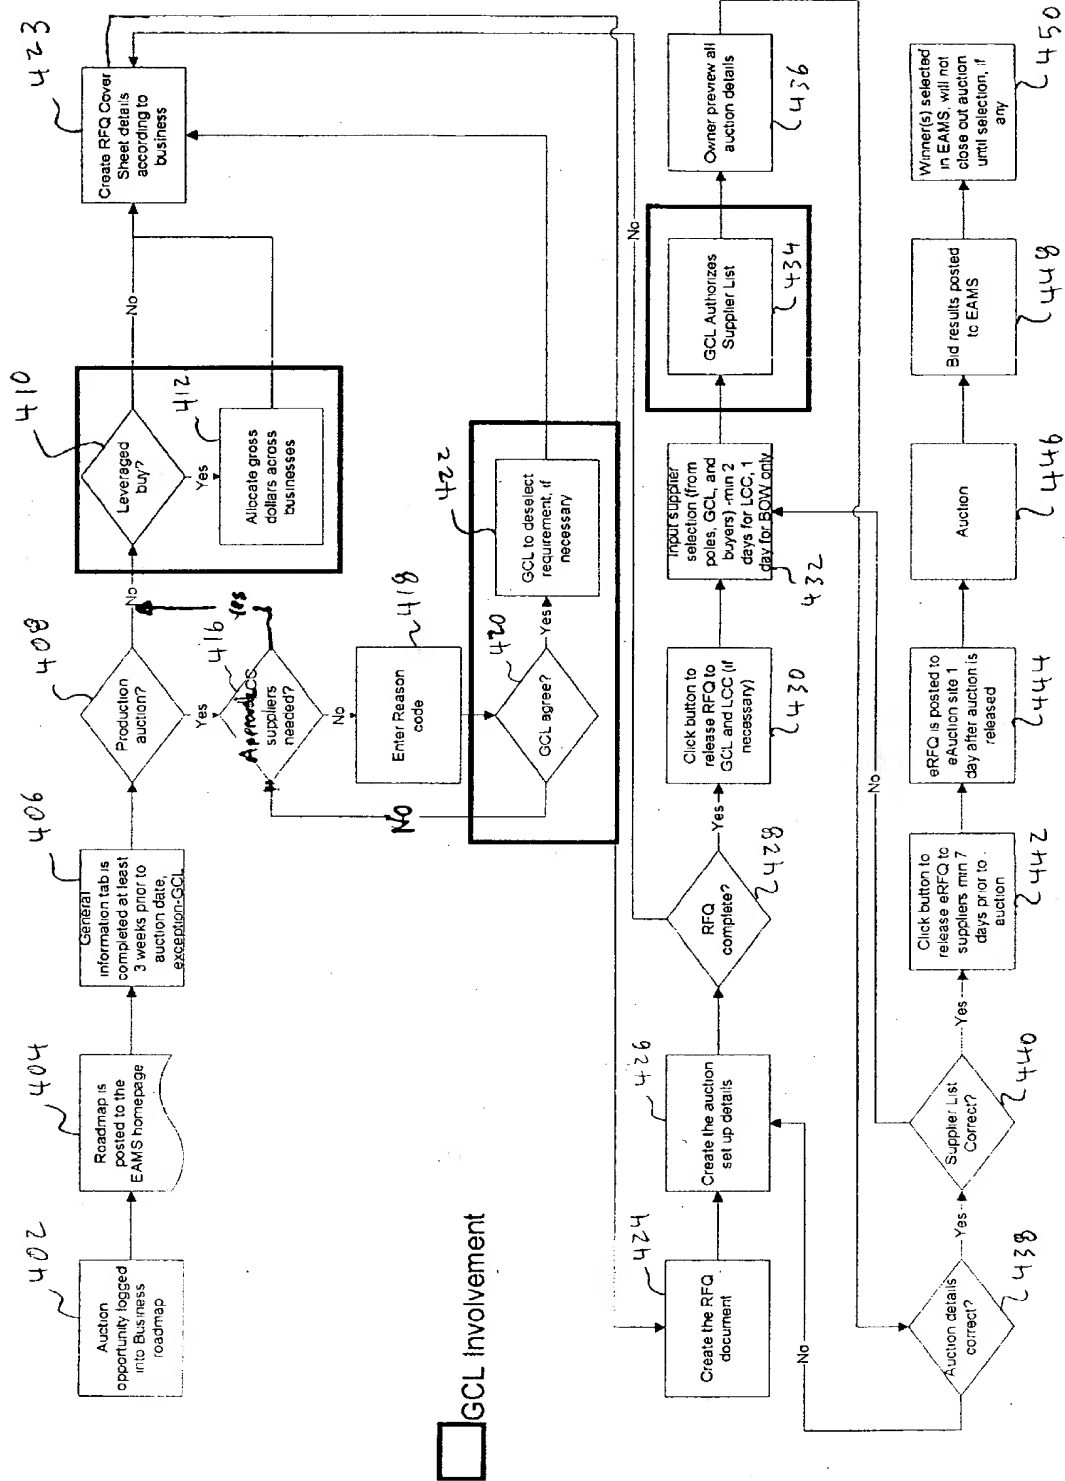 402
Auction
opportunity logged
into Business
roadmap
404
Roadmap is
posted to the
EAMS homepage
406
General
information tab is
completed at least
3 weeks prior to
auction date,
exception-GCL
408
Production
auction?
No
Yes
410
Leveraged
buy?
No
Yes
412
Allocate gross
dollars across
businesses
423
Create RFQ Cover
Sheet details
according to
business
416
Approved
suppliers
needed?
Yes
No
418
Enter Reason
code
420
GCL agree?
NO
Yes
422
GCL to deselect
requirement, if
necessary
GCL Involvement
424
Create the RFQ
document
426
Create the auction
set up details
428
RFQ
complete?
No
Yes
430
Click button to
release RFQ to
GCL and LCC (if
necessary)
432
Input supplier
selection (from
poles, GCL, and
buyers) -min 2
days for LCC, 1
day for BOW only
434
GCL Authorizes
Supplier List
436
Owner preview all
auction details
438
Auction details
correct?
No
Yes
440
Supplier List
Correct?
No
Yes
442
Click button to
release eRFQ to
suppliers min 7
days prior to
auction
444
eRFQ is posted to
eAuction site 1
day after auction is
released
446
Auction
448
Bid results posted
to EAMS
450
Winner(s) selected
in EAMS, will not
close out auction
until selection, if
any